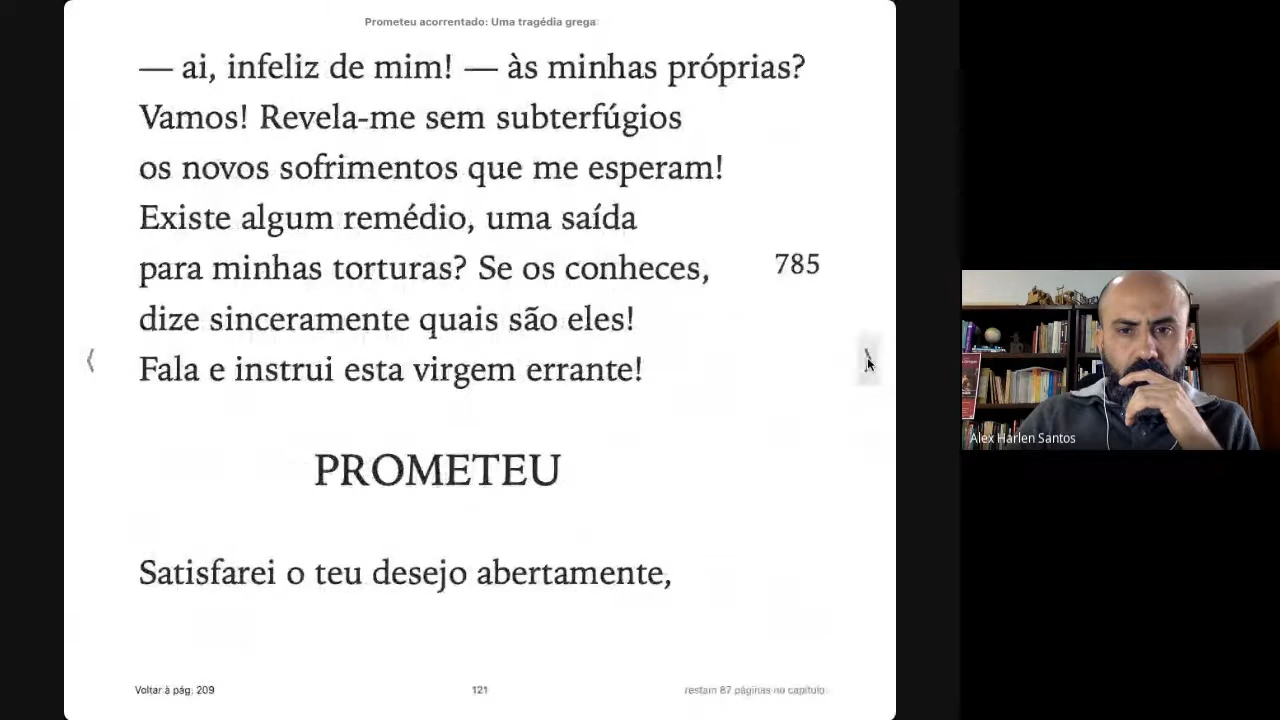 Prometeu acorrentado: Uma tragédia grega
— ai, infeliz de mim! — às minhas próprias?
Vamos! Revela-me sem subterfúgios
os novos sofrimentos que me esperam!
Existe algum remédio, uma saída
para minhas torturas? Se os conheces, 785
dize sinceramente quais são eles!
Fala e instrui esta virgem errante!
PROMETEU
Satisfarei o teu desejo abertamente,
Voltar à pág. 209 121 restam 87 páginas no capítulo
Alex Harlen Santos